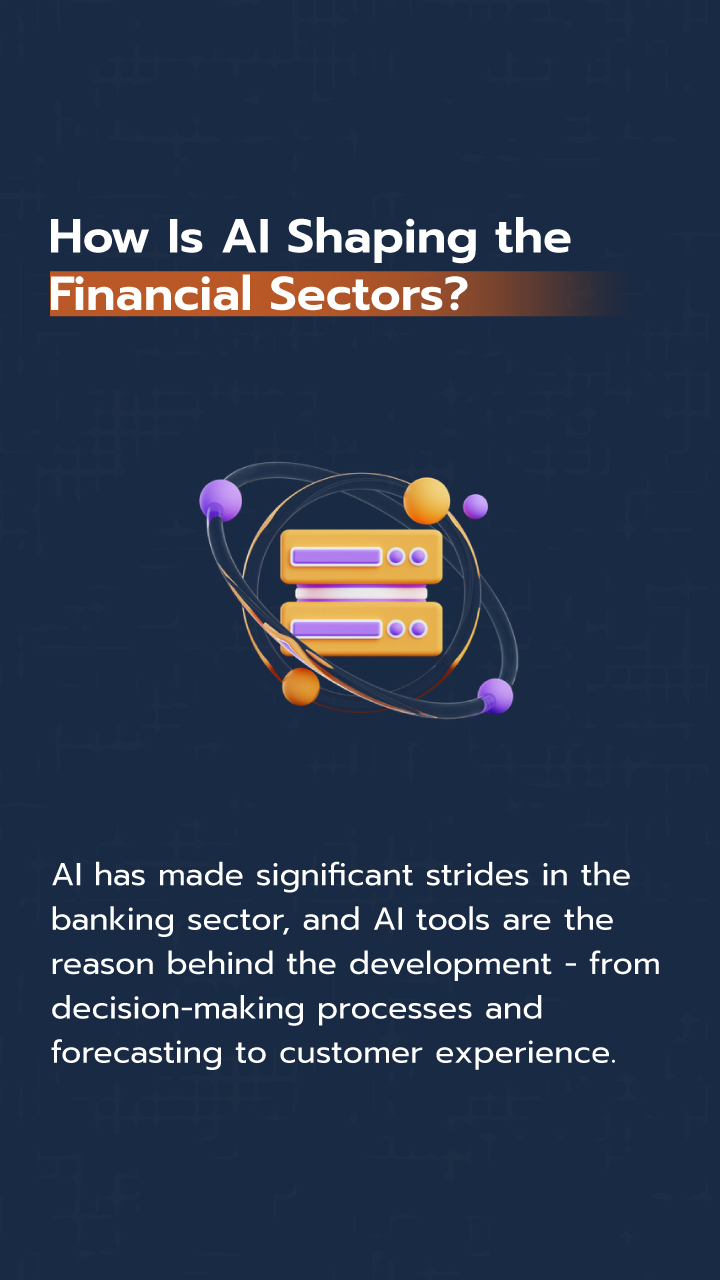 How Is AI Shaping the
Financial Sectors?
AI has made significant strides in the
banking sector, and AI tools are the
reason behind the development - from
decision-making processes and
forecasting to customer experience.